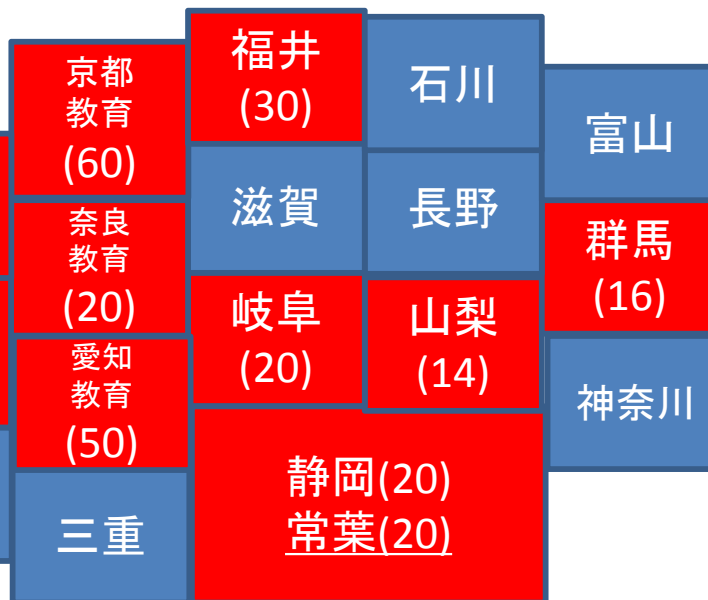 京都
教育
(60)
福井
(30)
石川
富山
奈良
教育
(20)
滋賀
長野
群馬
(16)
愛知
教育
(50)
岐阜
(20)
山梨
(14)
神奈川
三重
静岡(20)
常葉(20)